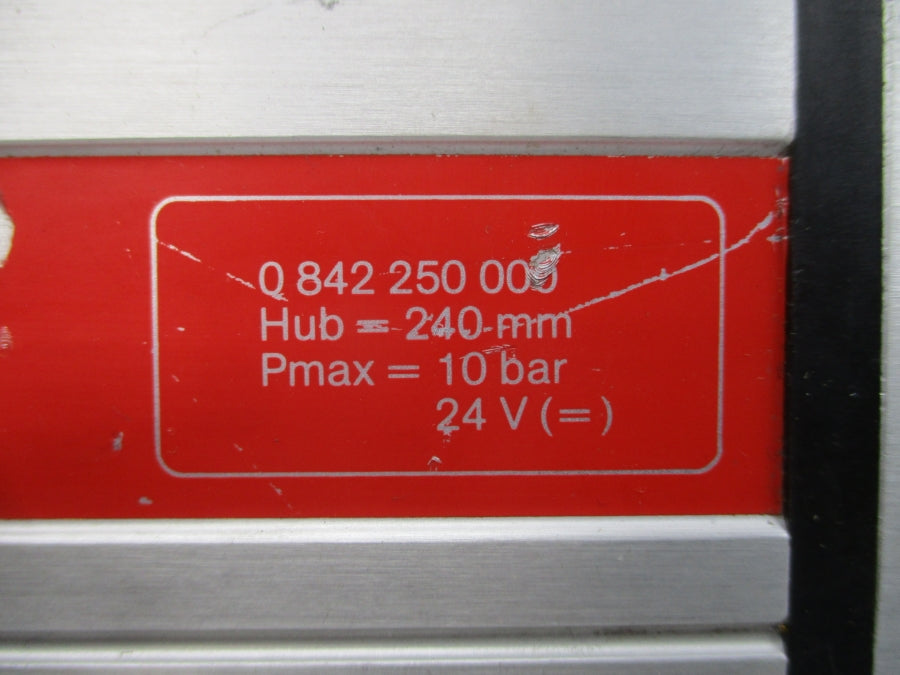 0 842 250 000
Hub = 240 mm
Pmax = 10 bar
24 V (=)